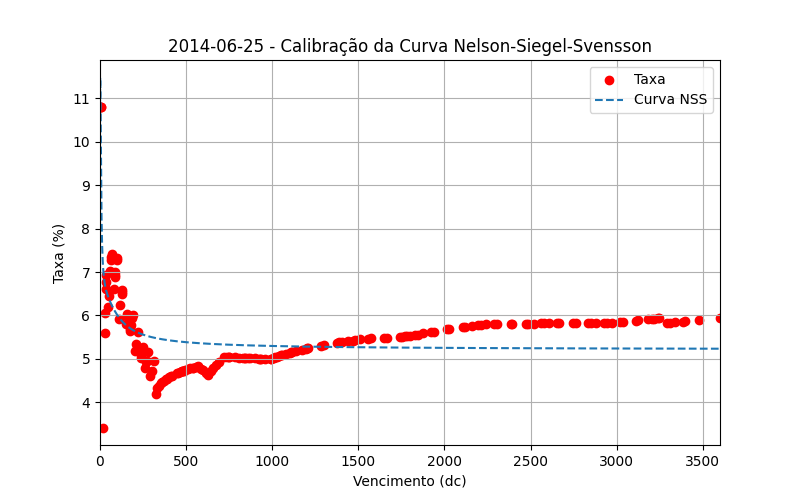 2014-06-25 - Calibração da Curva Nelson-Siegel-Svensson
Taxa
Curva NSS
Taxa (%)
11
10
9
8
7
6
5
4
0 500 1000 1500 2000 2500 3000 3500
Vencimento (dc)